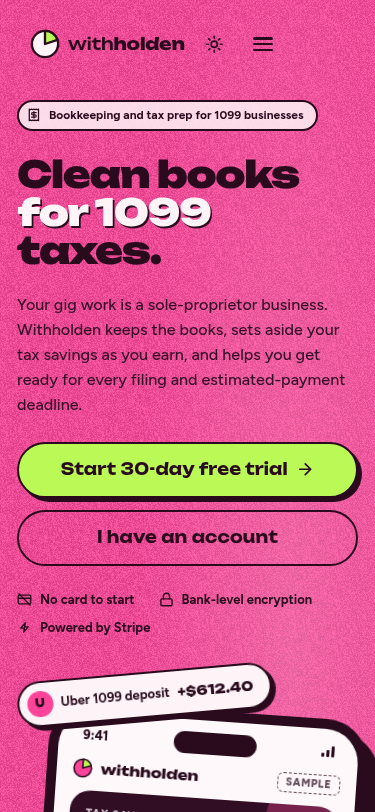 withholden
Bookkeeping and tax prep for 1099 businesses
Clean books
for 1099
taxes.
Your gig work is a sole-proprietor business.
Withholden keeps the books, sets aside your
tax savings as you earn, and helps you get
ready for every filing and estimated-payment
deadline.
Start 30-day free trial →
I have an account
No card to start
Bank-level encryption
Powered by Stripe
U Uber 1099 deposit +$612.40
9:41
withholden
SAMPLE